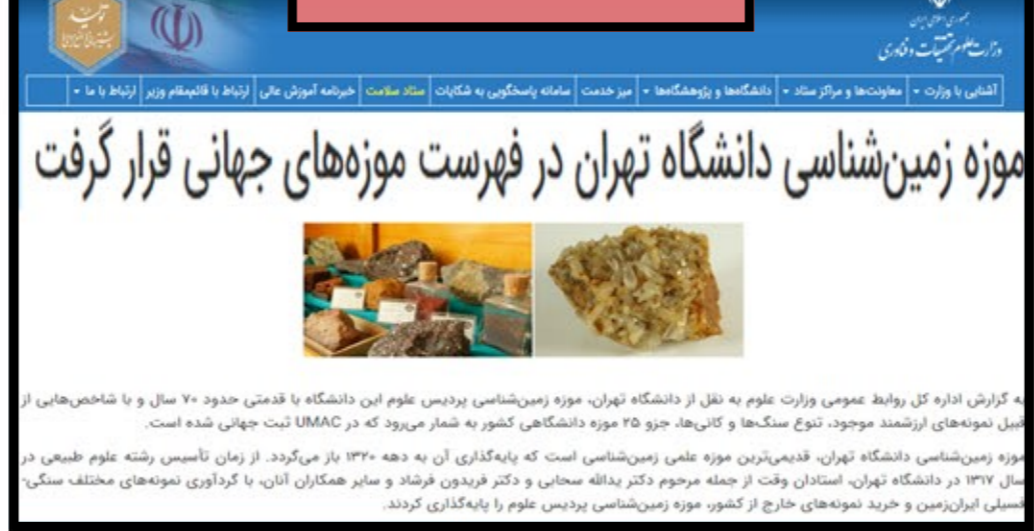 تولید
جمهوری اسلامی ایران
وزارت علوم تحقیقات و فناوری
آشنایی با وزارت معاونت‌ها و مراکز ستاد دانشگاه‌ها و پژوهشگاه‌ها میز خدمت سامانه پاسخگویی به شکایات ستاد سلامت خبرنامه آموزش عالی ارتباط با قائم‌مقام وزیر ارتباط با ما
موزه زمین‌شناسی دانشگاه تهران در فهرست موزه‌های جهانی قرار گرفت
به گزارش اداره کل روابط عمومی وزارت علوم به نقل از دانشگاه تهران، موزه زمین‌شناسی پردیس علوم این دانشگاه با قدمتی حدود ۷۰ سال و با شاخص‌هایی از
قبیل نمونه‌های ارزشمند موجود، تنوع سنگ‌ها و کانی‌ها، جزو ۲۵ موزه دانشگاهی کشور به شمار می‌رود که در UMAC ثبت جهانی شده است.
موزه زمین‌شناسی دانشگاه تهران، قدیمی‌ترین موزه علمی زمین‌شناسی است که پایه‌گذاری آن به دهه ۱۳۲۰ باز می‌گردد. از زمان تأسیس رشته علوم طبیعی در
سال ۱۳۱۷ در دانشگاه تهران، استادان وقت از جمله مرحوم دکتر یدالله سحابی و دکتر فریدون فرشاد و سایر همکاران آنان، با گردآوری نمونه‌های مختلف سنگی-
فسیلی ایران‌زمین و خرید نمونه‌های خارج از کشور، موزه زمین‌شناسی پردیس علوم را پایه‌گذاری کردند.